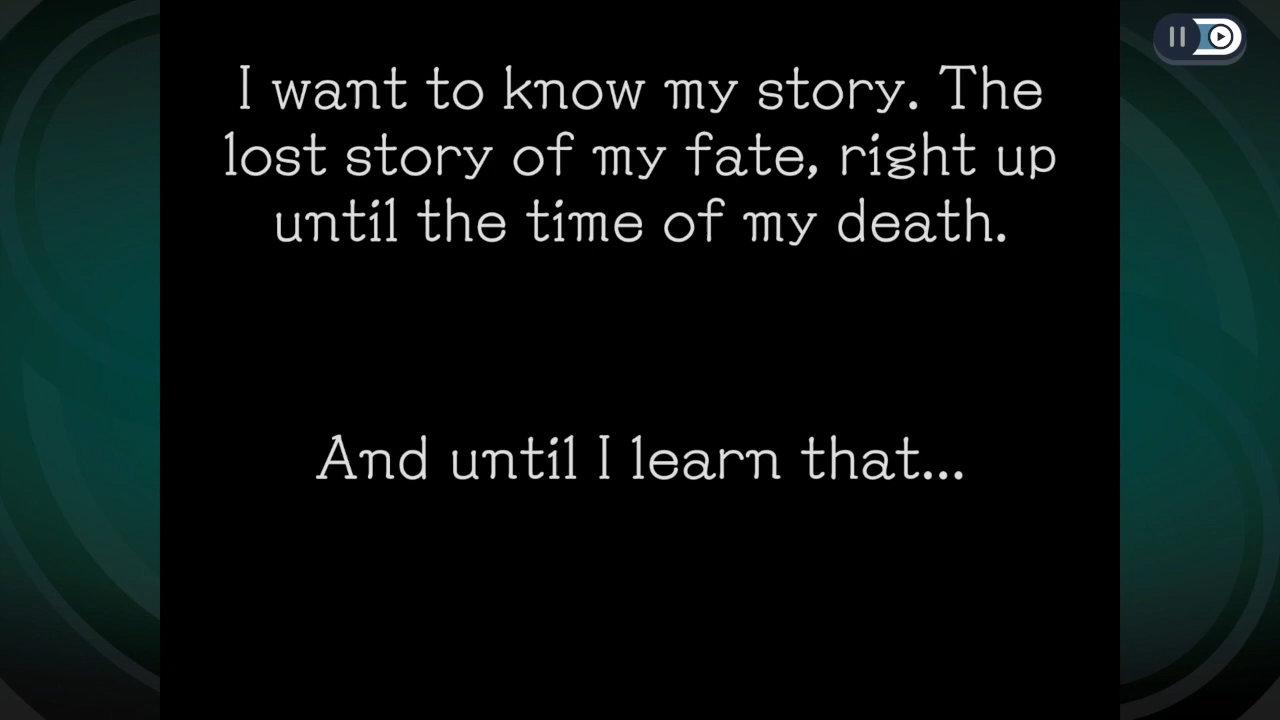 I want to know my story. The
lost story of my fate, right up
until the time of my death.
And until I learn that...